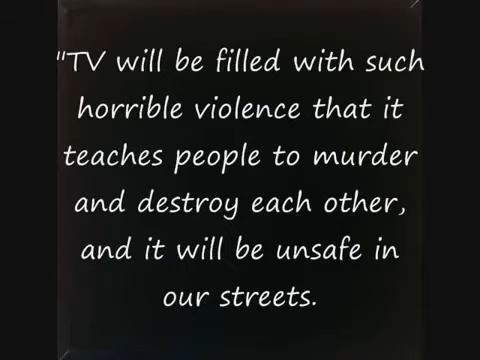 "TV will be filled with such
horrible violence that it
teaches people to murder
and destroy each other,
and it will be unsafe in
our streets.